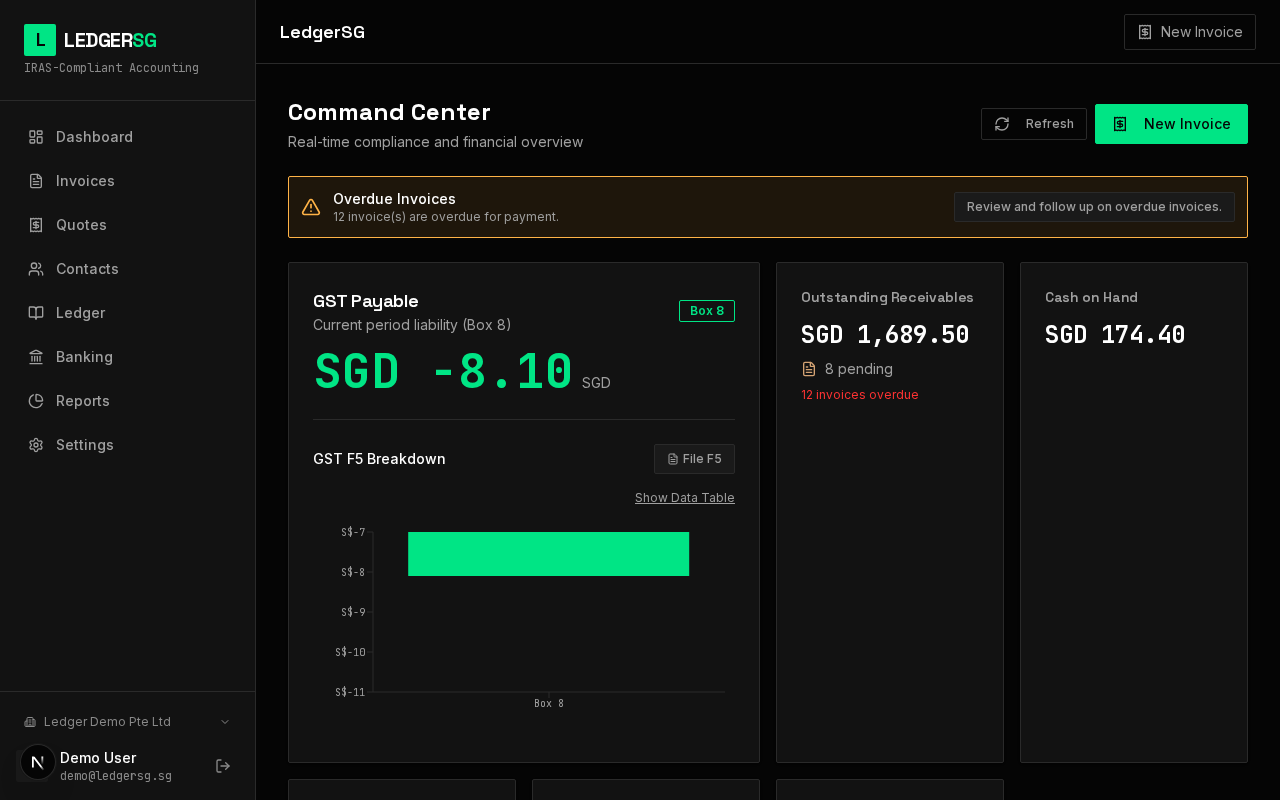 L LEDGERSG
IRAS-Compliant Accounting
Dashboard
Invoices
Quotes
Contacts
Ledger
Banking
Reports
Settings
Ledger Demo Pte Ltd
N
Demo User
demo@ledgersg.sg
LedgerSG
New Invoice
Command Center
Real-time compliance and financial overview
Refresh
New Invoice
Overdue Invoices
12 invoice(s) are overdue for payment.
Review and follow up on overdue invoices.
GST Payable
Current period liability (Box 8)
Box 8
SGD -8.10 SGD
GST F5 Breakdown
File F5
Show Data Table
S$-7
S$-8
S$-9
S$-10
S$-11
Box 8
Outstanding Receivables
SGD 1,689.50
8 pending
12 invoices overdue
Cash on Hand
SGD 174.40